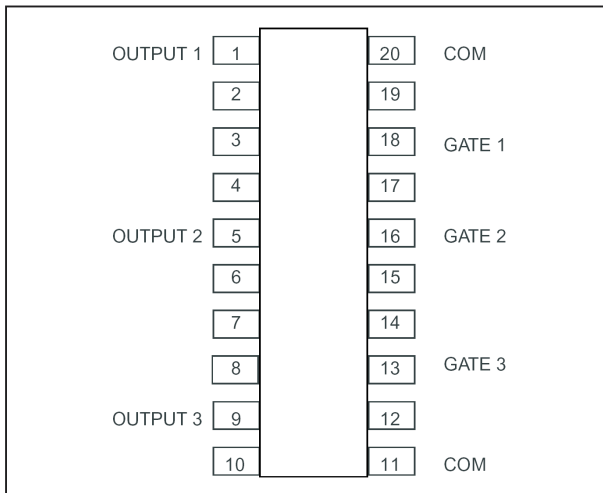 OUTPUT 1 1 20 COM
2 19
3 18 GATE 1
4 17
OUTPUT 2 5 16 GATE 2
6 15
7 14
8 13 GATE 3
OUTPUT 3 9 12
10 11 COM